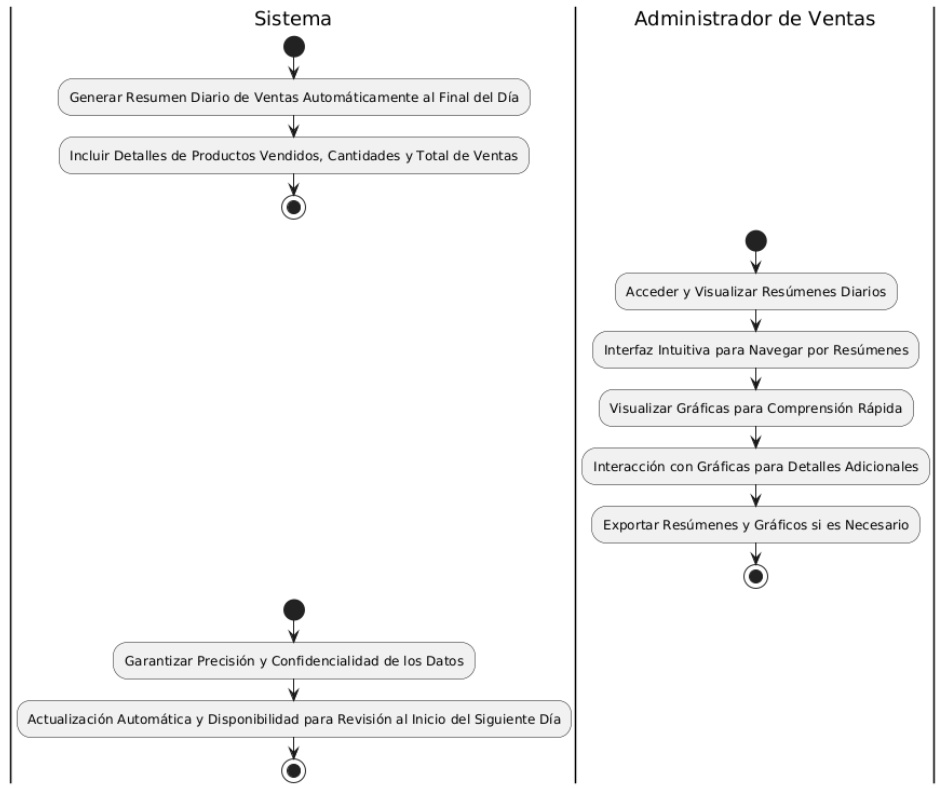 Sistema
Administrador de Ventas
Generar Resumen Diario de Ventas Automáticamente al Final del Día
Incluir Detalles de Productos Vendidos, Cantidades y Total de Ventas
Acceder y Visualizar Resúmenes Diarios
Interfaz Intuitiva para Navegar por Resúmenes
Visualizar Gráficas para Comprensión Rápida
Interacción con Gráficas para Detalles Adicionales
Exportar Resúmenes y Gráficos si es Necesario
Garantizar Precisión y Confidencialidad de los Datos
Actualización Automática y Disponibilidad para Revisión al Inicio del Siguiente Día